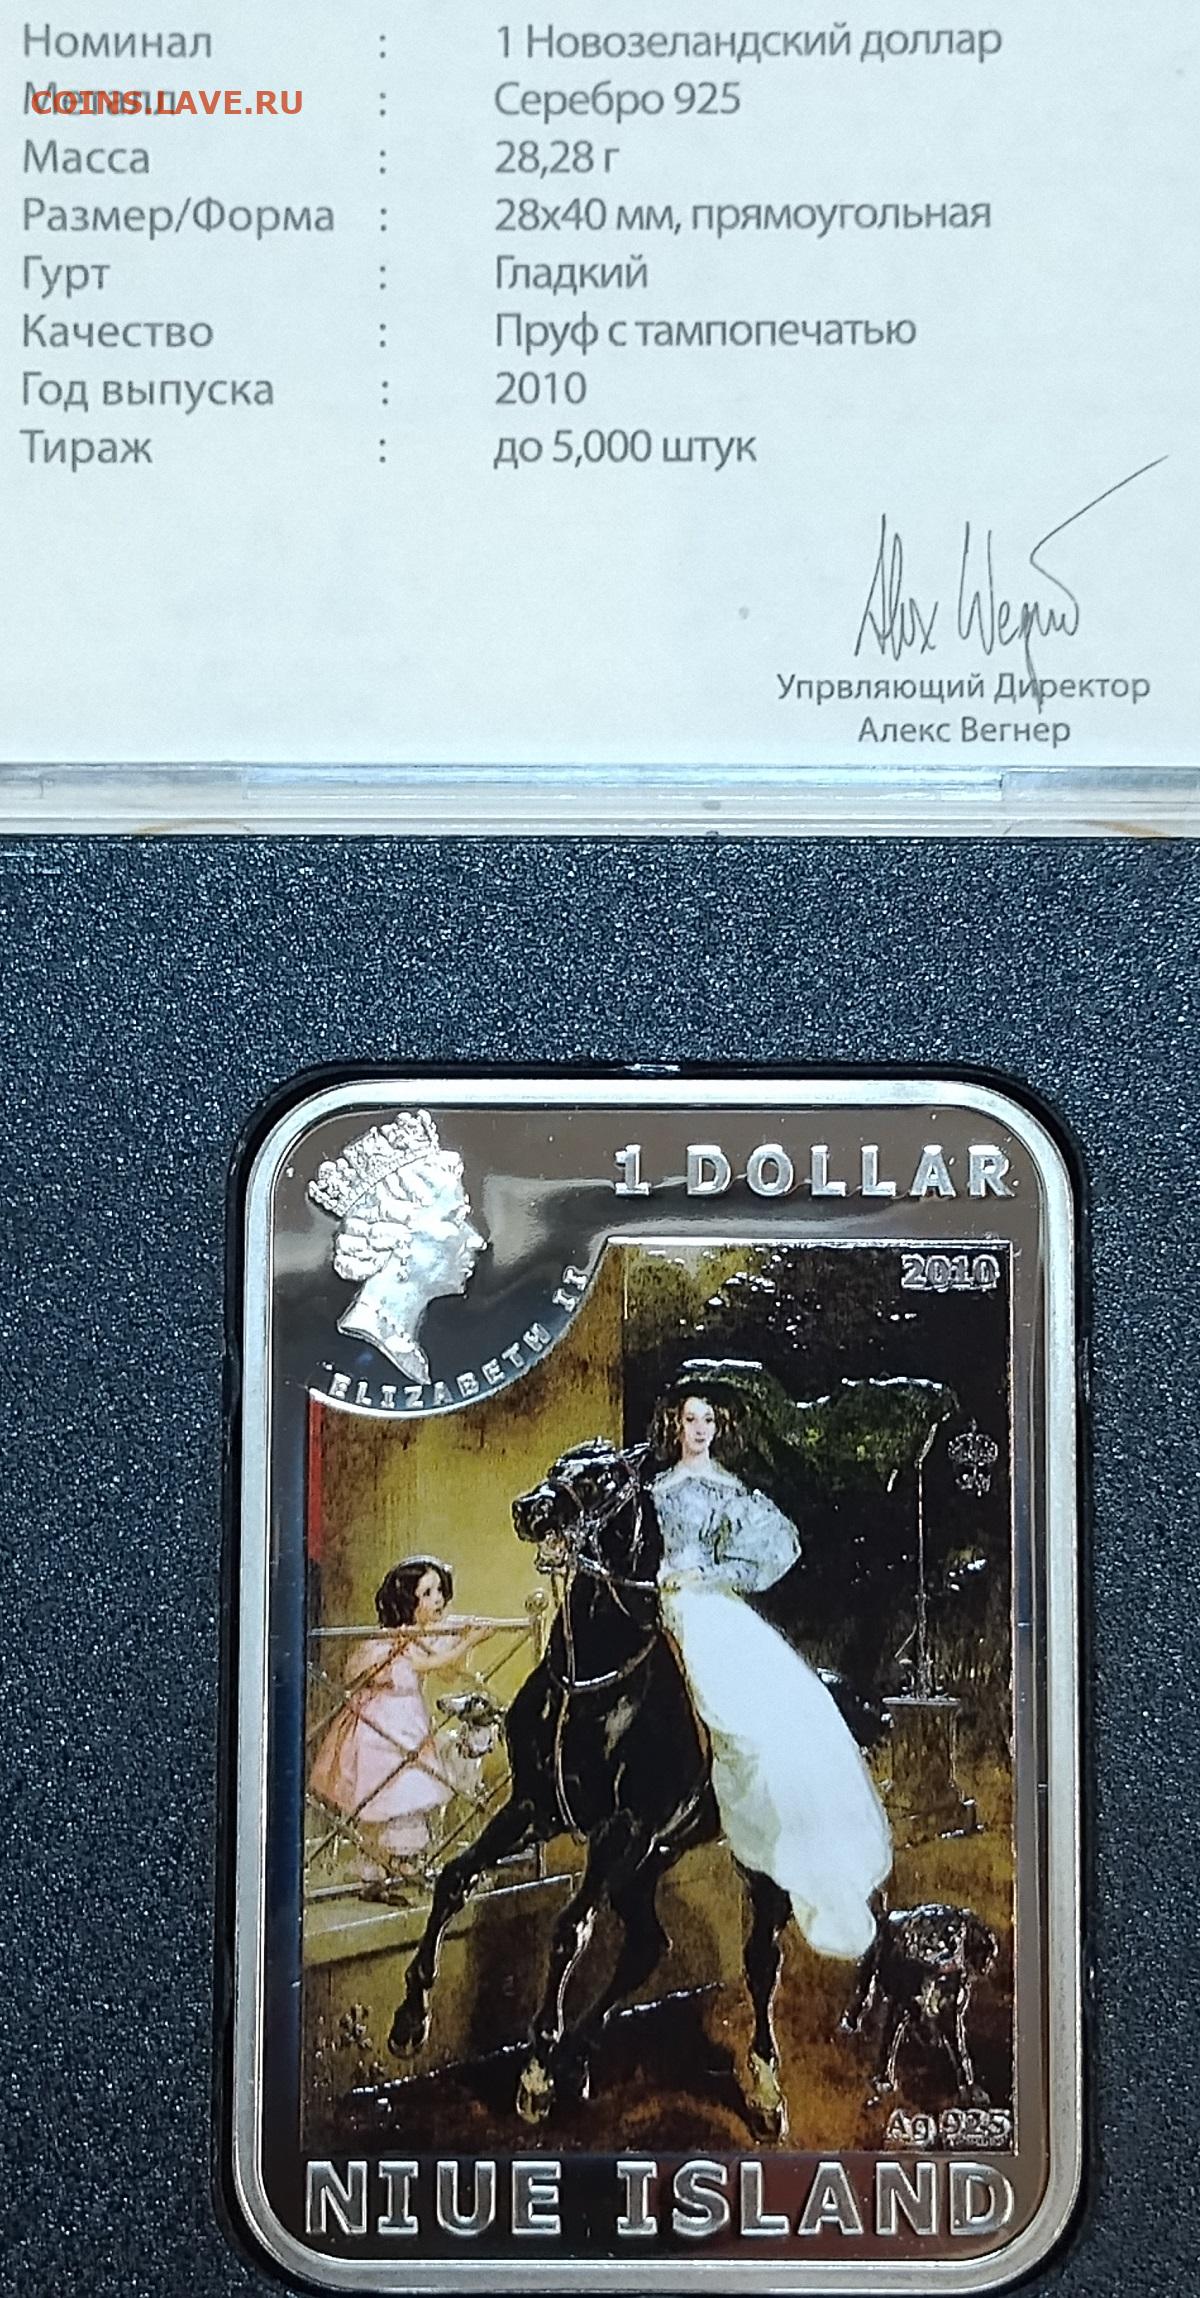 Номинал : 1 Новозеландский доллар
Металл : Серебро 925
COINS.LAVE.RU
Масса : 28,28 г
Размер/Форма : 28х40 мм, прямоугольная
Гурт : Гладкий
Качество : Пруф с тампопечатью
Год выпуска : 2010
Тираж : до 5,000 штук
Упрвляющий Директор
Алекс Вегнер
1 DOLLAR
2010
ELIZABETH II
Ag 925
NIUE ISLAND